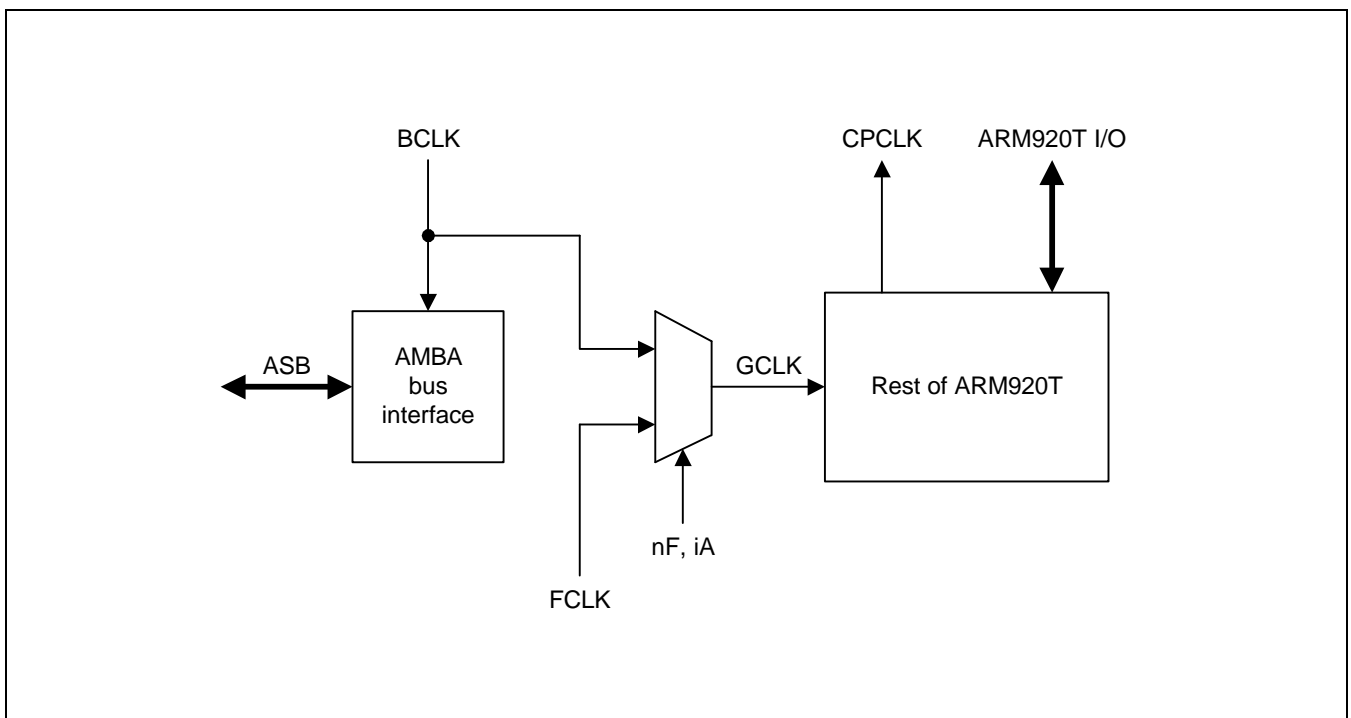 BCLK
CPCLK
ARM920T I/O
ASB
AMBA
bus
interface
GCLK
Rest of ARM920T
nF, iA
FCLK